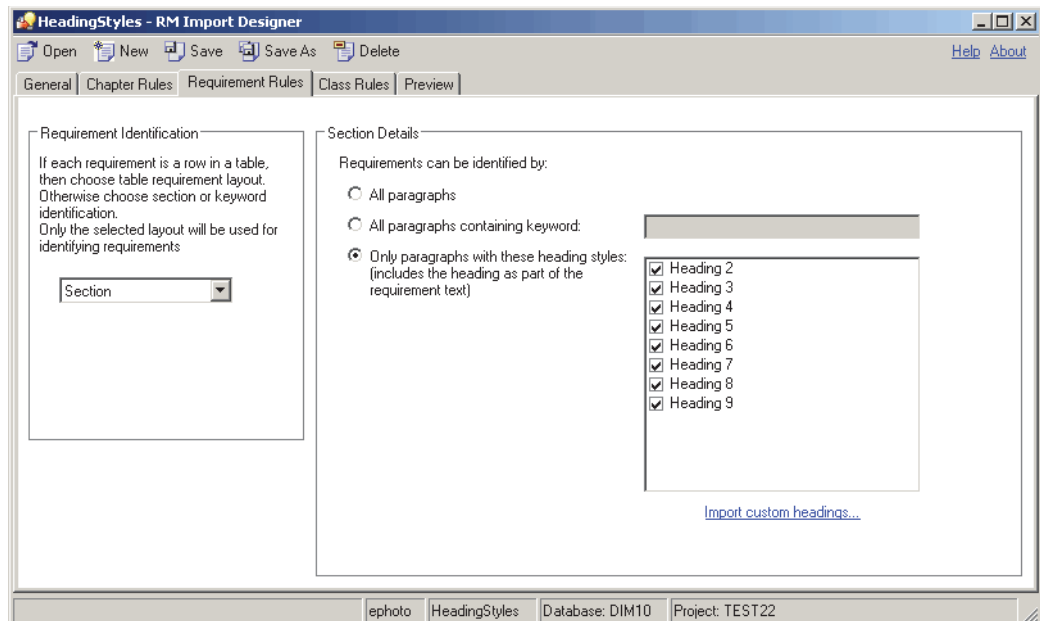 HeadingStyles - RM Import Designer
Open New Save Save As Delete Help About
General Chapter Rules Requirement Rules Class Rules Preview
Requirement Identification
If each requirement is a row in a table,
then choose table requirement layout.
Otherwise choose section or keyword
identification.
Only the selected layout will be used for
identifying requirements
Section
Section Details
Requirements can be identified by:
All paragraphs
All paragraphs containing keyword:
Only paragraphs with these heading styles:
(includes the heading as part of the
requirement text)
Heading 2
Heading 3
Heading 4
Heading 5
Heading 6
Heading 7
Heading 8
Heading 9
Import custom headings...
ephoto HeadingStyles Database: DIM10 Project: TEST22